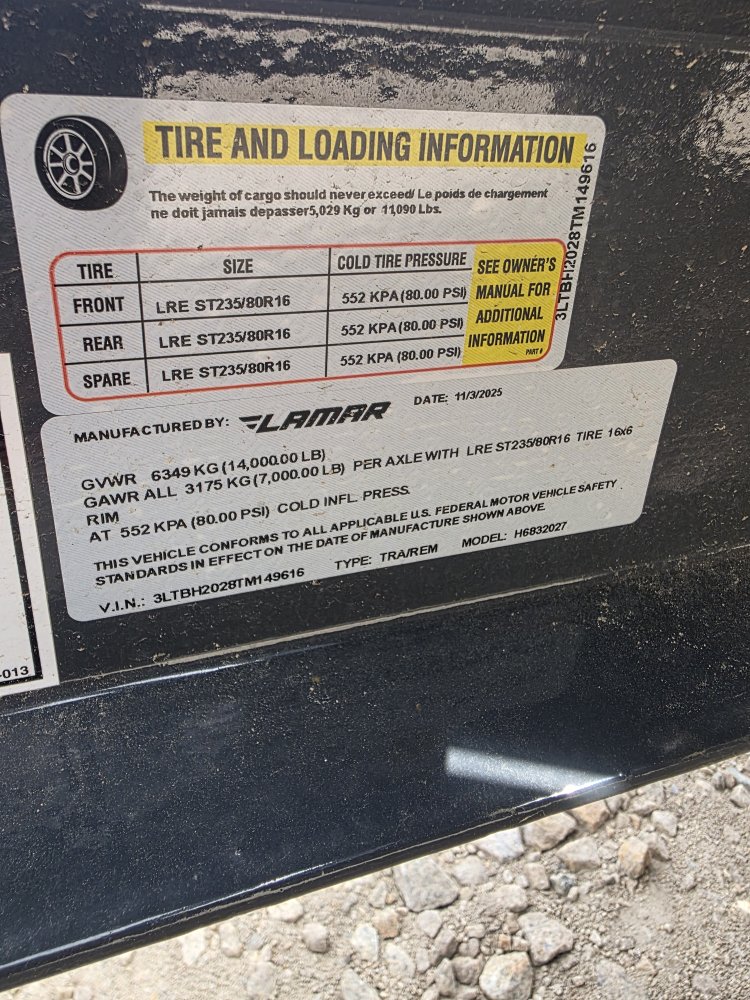 TIRE AND LOADING INFORMATION
The weight of cargo should never exceed/ Le poids de chargement
ne doit jamais depasser5,029 Kg or 11,090 Lbs.
TIRE SIZE COLD TIRE PRESSURE
FRONT LRE ST235/80R16 552 KPA (80.00 PSI)
REAR LRE ST235/80R16 552 KPA (80.00 PSI)
SPARE LRE ST235/80R16 552 KPA (80.00 PSI)
SEE OWNER'S
MANUAL FOR
ADDITIONAL
INFORMATION
PART #
3LTBH2028TM149616
MANUFACTURED BY: LAMAR DATE: 11/3/2025
GVWR 6349 KG (14,000.00 LB)
GAWR ALL 3175 KG (7,000.00 LB) PER AXLE WITH LRE ST235/80R16 TIRE 16x6
RIM
AT 552 KPA (80.00 PSI) COLD INFL. PRESS.
THIS VEHICLE CONFORMS TO ALL APPLICABLE U.S. FEDERAL MOTOR VEHICLE SAFETY
STANDARDS IN EFFECT ON THE DATE OF MANUFACTURE SHOWN ABOVE.
V.I.N.: 3LTBH2028TM149616 TYPE: TRA/REM MODEL: H6832027
-013